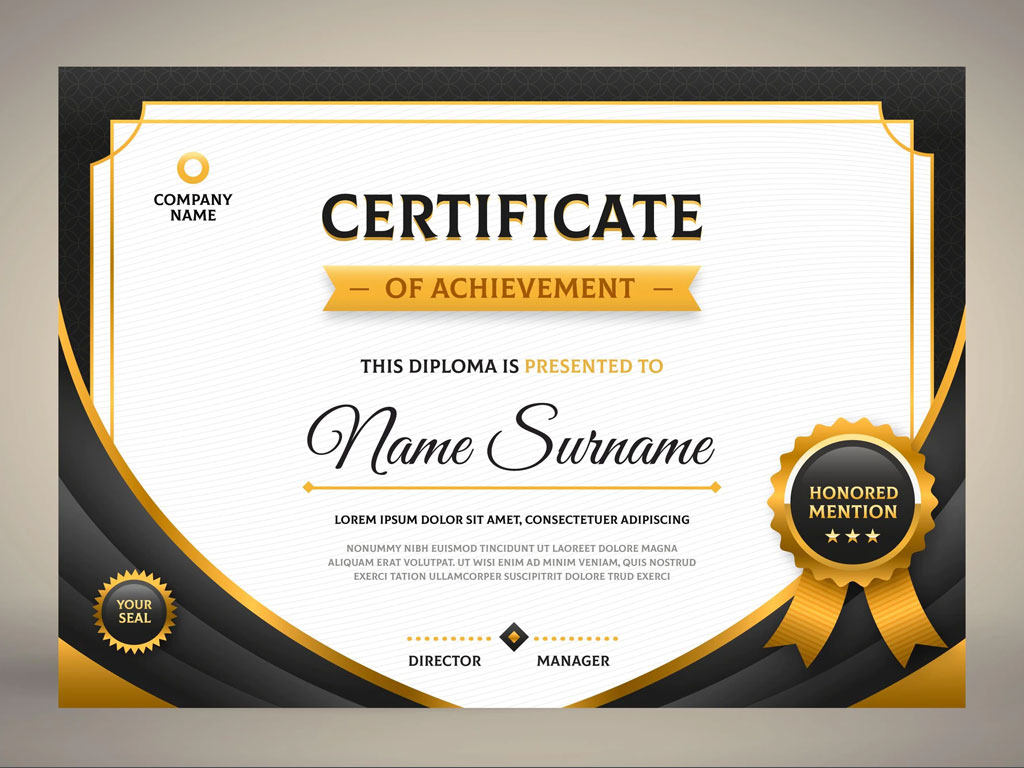 COMPANY
NAME
CERTIFICATE
— OF ACHIEVEMENT —
THIS DIPLOMA IS PRESENTED TO
Name Surname
LOREM IPSUM DOLOR SIT AMET, CONSECTETUER ADIPISCING
NONUMMY NIBH EUISMOD TINCIDUNT UT LAOREET DOLORE MAGNA
ALIQUAM ERAT VOLUTPAT. UT WISI ENIM AD MINIM VENIAM, QUIS NOSTRUD
EXERCI TATION ULLAMCORPER SUSCIPITRIT DOLORE TRUD EXERCI
HONORED
MENTION
YOUR
SEAL
DIRECTOR
MANAGER